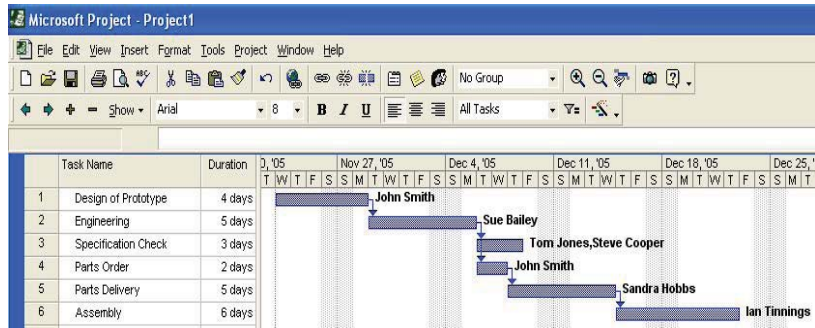 Microsoft Project - Project1
File Edit View Insert Format Tools Project Window Help
No Group
Show Arial 8 B I U All Tasks
Task Name Duration 0, '05 Nov 27, '05 Dec 4, '05 Dec 11, '05 Dec 18, '05 Dec 25, '
T W T F S S M T W T F S S M T W T F S S M T W T F S S M T W T F S S M T
1 Design of Prototype 4 days John Smith
2 Engineering 5 days Sue Bailey
3 Specification Check 3 days Tom Jones,Steve Cooper
4 Parts Order 2 days John Smith
5 Parts Delivery 5 days Sandra Hobbs
6 Assembly 6 days Ian Tinnings